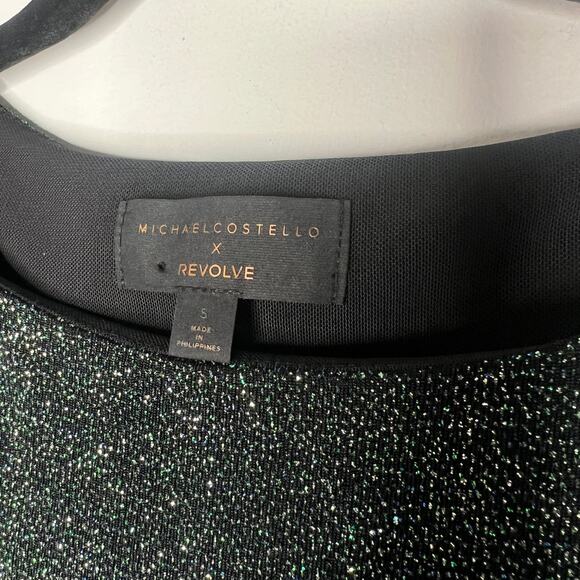 MICHAELCOSTELLO
X
REVOLVE
S
MADE
IN
PHILIPPINES